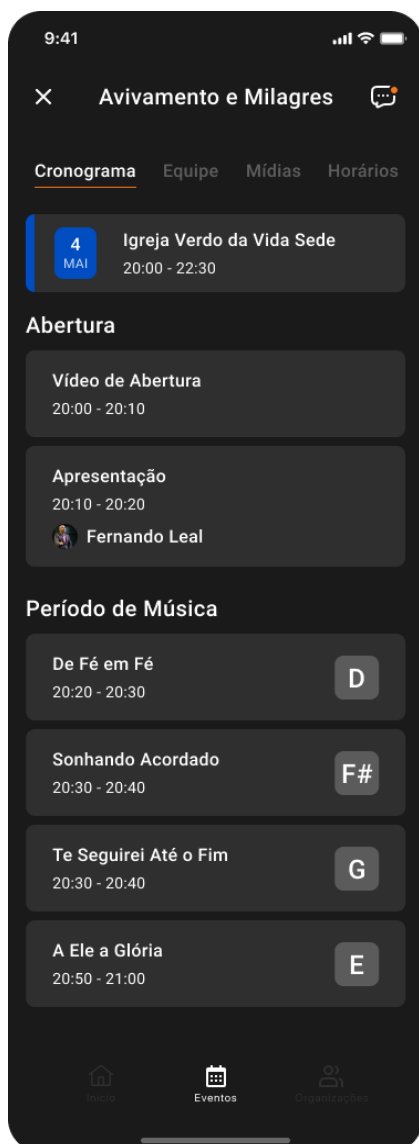 9:41
Avivamento e Milagres
Cronograma Equipe Mídias Horários
4
MAI
Igreja Verdo da Vida Sede
20:00 - 22:30
Abertura
Vídeo de Abertura
20:00 - 20:10
Apresentação
20:10 - 20:20
Fernando Leal
Período de Música
De Fé em Fé
20:20 - 20:30
D
Sonhando Acordado
20:30 - 20:40
F#
Te Seguirei Até o Fim
20:30 - 20:40
G
A Ele a Glória
20:50 - 21:00
E
Início Eventos Organizações